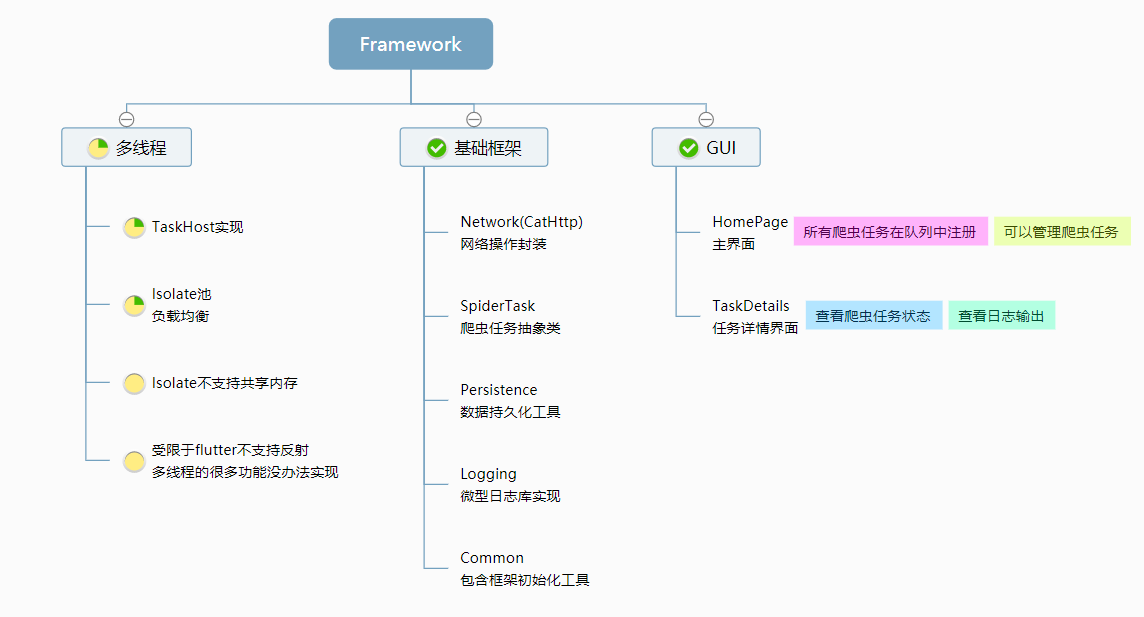 Framework
多线程
TaskHost实现
Isolate池
负载均衡
Isolate不支持共享内存
受限于flutter不支持反射
多线程的很多功能没办法实现
基础框架
Network(CatHttp)
网络操作封装
SpiderTask
爬虫任务抽象类
Persistence
数据持久化工具
Logging
微型日志库实现
Common
包含框架初始化工具
GUI
HomePage
主界面
所有爬虫任务在队列中注册
可以管理爬虫任务
TaskDetails
任务详情界面
查看爬虫任务状态
查看日志输出